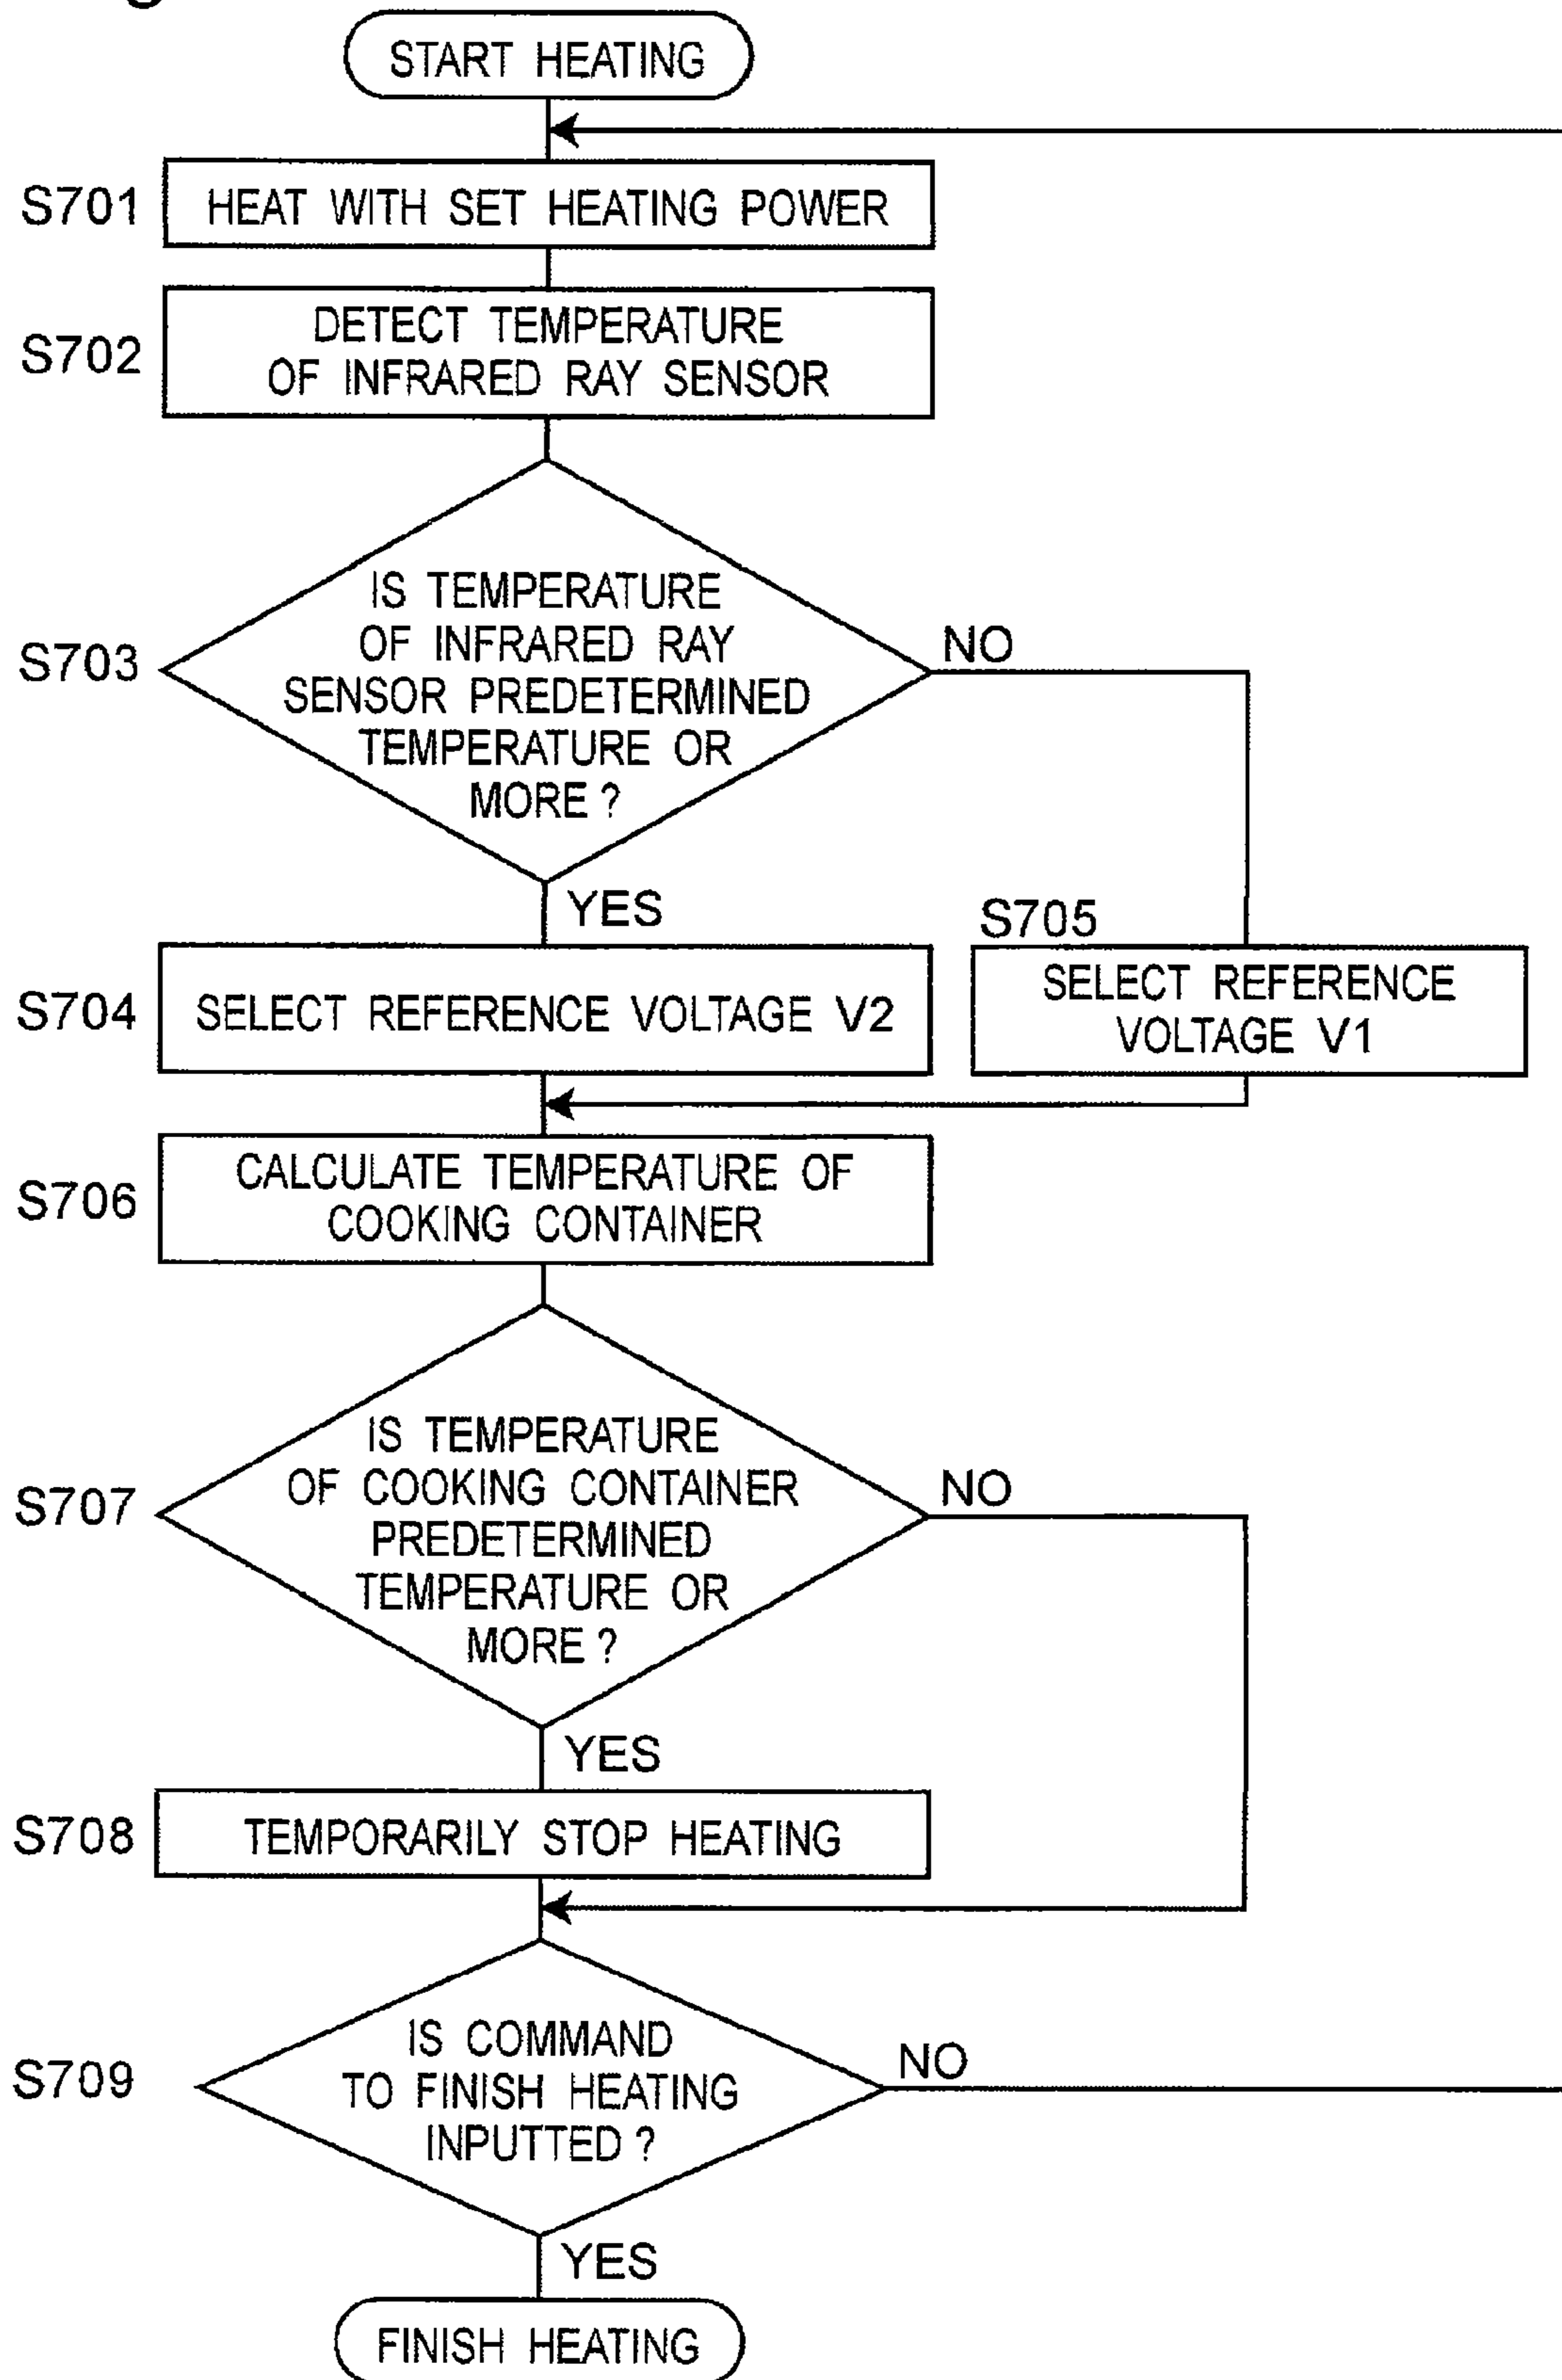 START HEATING
S701
HEAT WITH SET HEATING POWER
S702
DETECT TEMPERATURE
OF INFRARED RAY SENSOR
S703
IS TEMPERATURE
OF INFRARED RAY
SENSOR PREDETERMINED
TEMPERATURE OR
MORE ?
NO
YES
S704
SELECT REFERENCE VOLTAGE V2
S705
SELECT REFERENCE
VOLTAGE V1
S706
CALCULATE TEMPERATURE OF
COOKING CONTAINER
S707
IS TEMPERATURE
OF COOKING CONTAINER
PREDETERMINED
TEMPERATURE OR
MORE ?
NO
YES
S708
TEMPORARILY STOP HEATING
S709
IS COMMAND
TO FINISH HEATING
INPUTTED ?
NO
YES
FINISH HEATING